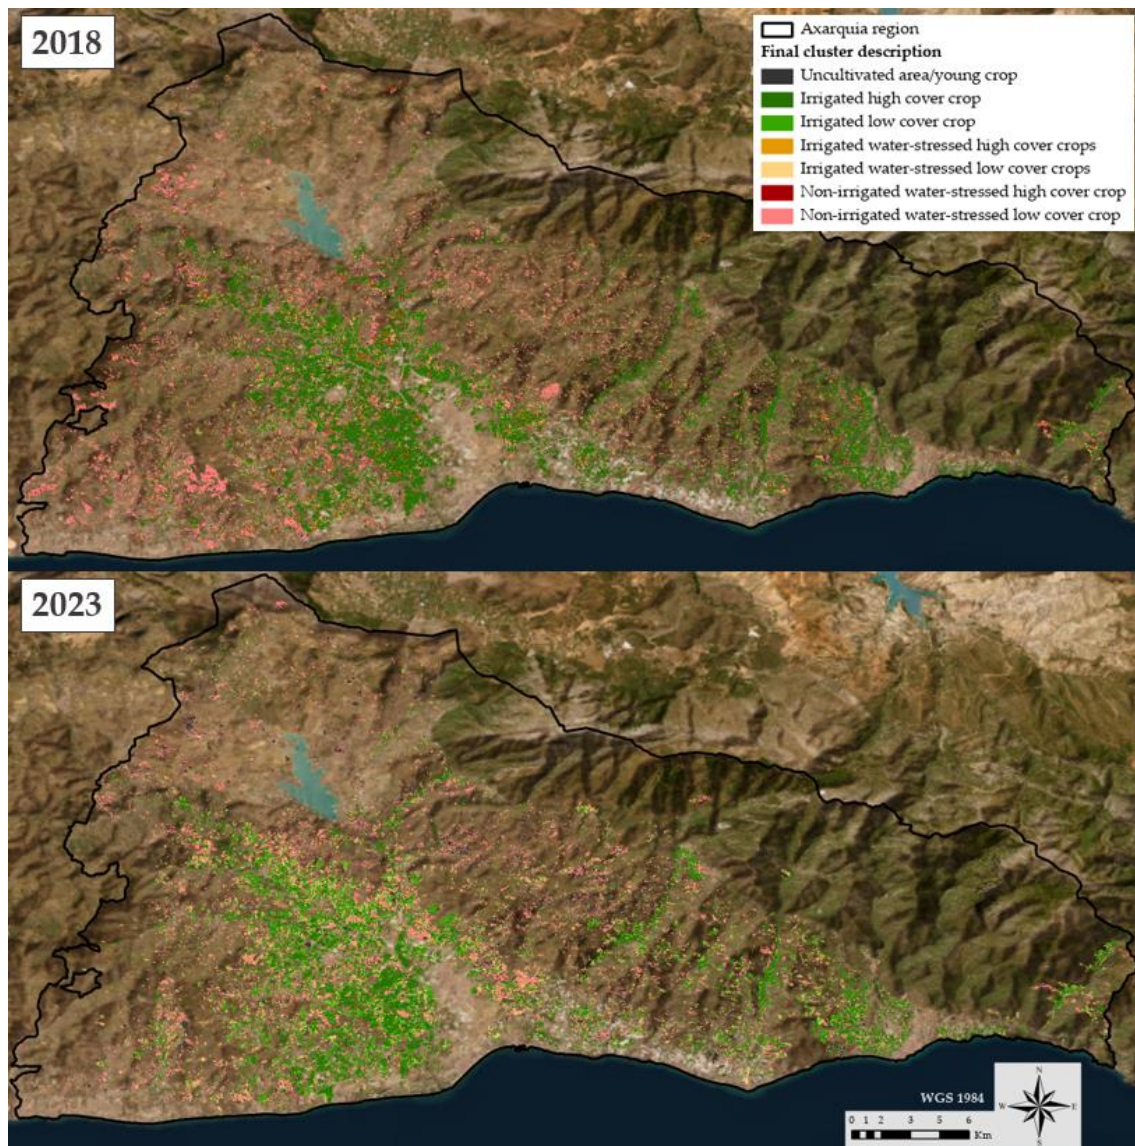 2018
Axarquia region
Final cluster description
Uncultivated area/young crop
Irrigated high cover crop
Irrigated low cover crop
Irrigated water-stressed high cover crops
Irrigated water-stressed low cover crops
Non-irrigated water-stressed high cover crop
Non-irrigated water-stressed low cover crop
2023
WGS 1984
N
W E
S
0 1 2 3 5 6
Km